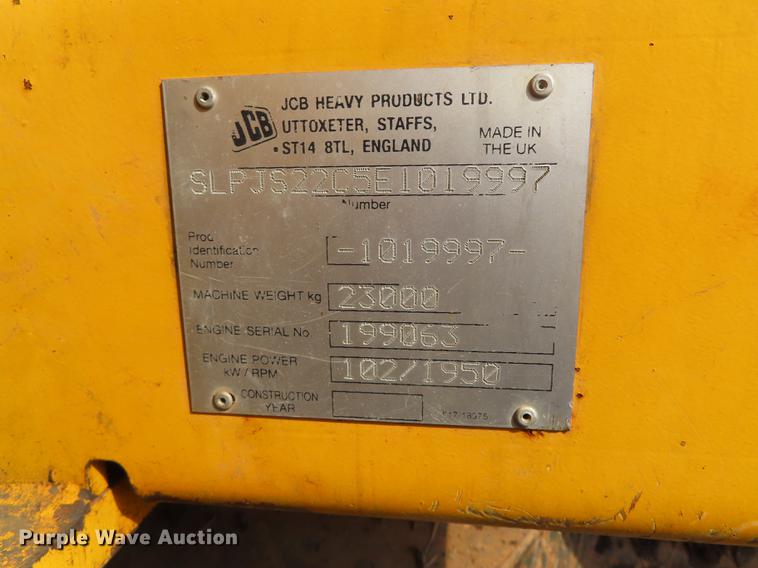 JCB
JCB HEAVY PRODUCTS LTD.
UTTOXETER, STAFFS,
ST14 8TL, ENGLAND
MADE IN
THE UK
SLPJS22C5E1019997
Number
Prod
Identification
Number
-1019997-
MACHINE WEIGHT kg
23000
ENGINE SERIAL No
199063
ENGINE POWER
kW / RPM
102/1950
CONSTRUCTION
YEAR
Purple Wave Auction